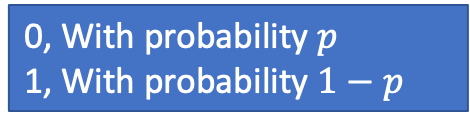 0, With probability p
1, With probability 1 − p